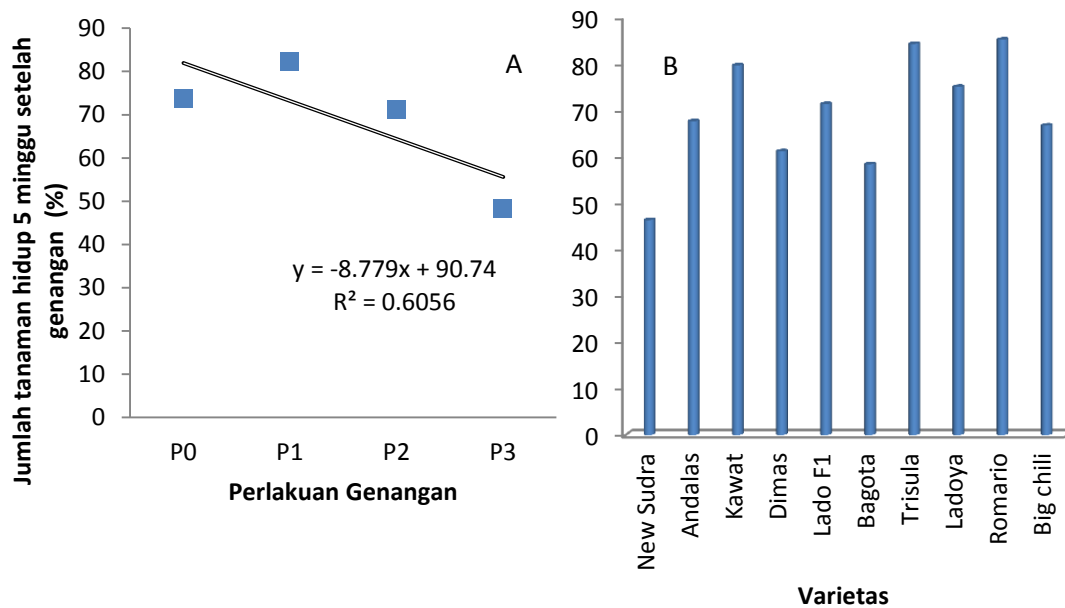 Jumlah tanaman hidup 5 minggu setelah
genangan (%)
90
80
70
60
50
40
30
20
10
0
A
y = -8.779x + 90.74
R² = 0.6056
P0 P1 P2 P3
Perlakuan Genangan
90
80
70
60
50
40
30
20
10
0
B
New Sudra
Andalas
Kawat
Dimas
Lado F1
Bagota
Trisula
Ladoya
Romario
Big chili
Varietas